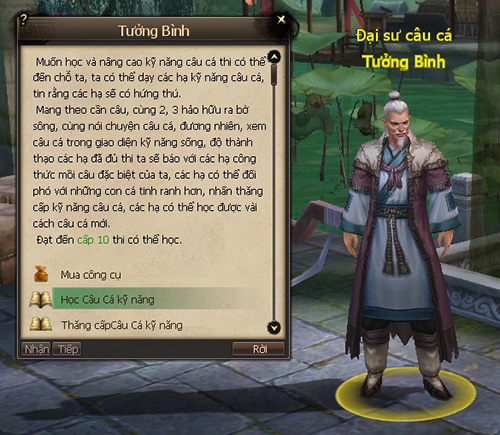 ?
Tưởng Bình
Muốn học và nâng cao kỹ năng câu cá thì có thể
đến chỗ ta, ta có thể dạy các hạ kỹ năng câu cá,
tin rằng các hạ sẽ có hứng thú.
Mang theo cần câu, cùng 2, 3 hảo hữu ra bờ
sông, cùng nói chuyện câu cá, đương nhiên, xem
câu cá trong giao diện kỹ năng sống, độ thành
thạo các hạ đã đủ thì ta sẽ báo với các hạ công
thức mồi câu đặc biệt của ta, các hạ có thể đối
phó với những con cá tinh ranh hơn, nhấn thăng
cấp kỹ năng câu cá, các hạ có thể học được vài
cách câu cá mới.
Đạt đến cấp 10 thì có thể học.
Mua công cụ
Học Câu Cá kỹ năng
Thăng cấpCâu Cá kỹ năng
Nhận Tiếp Rời
Đại sư câu cá
Tưởng Bình